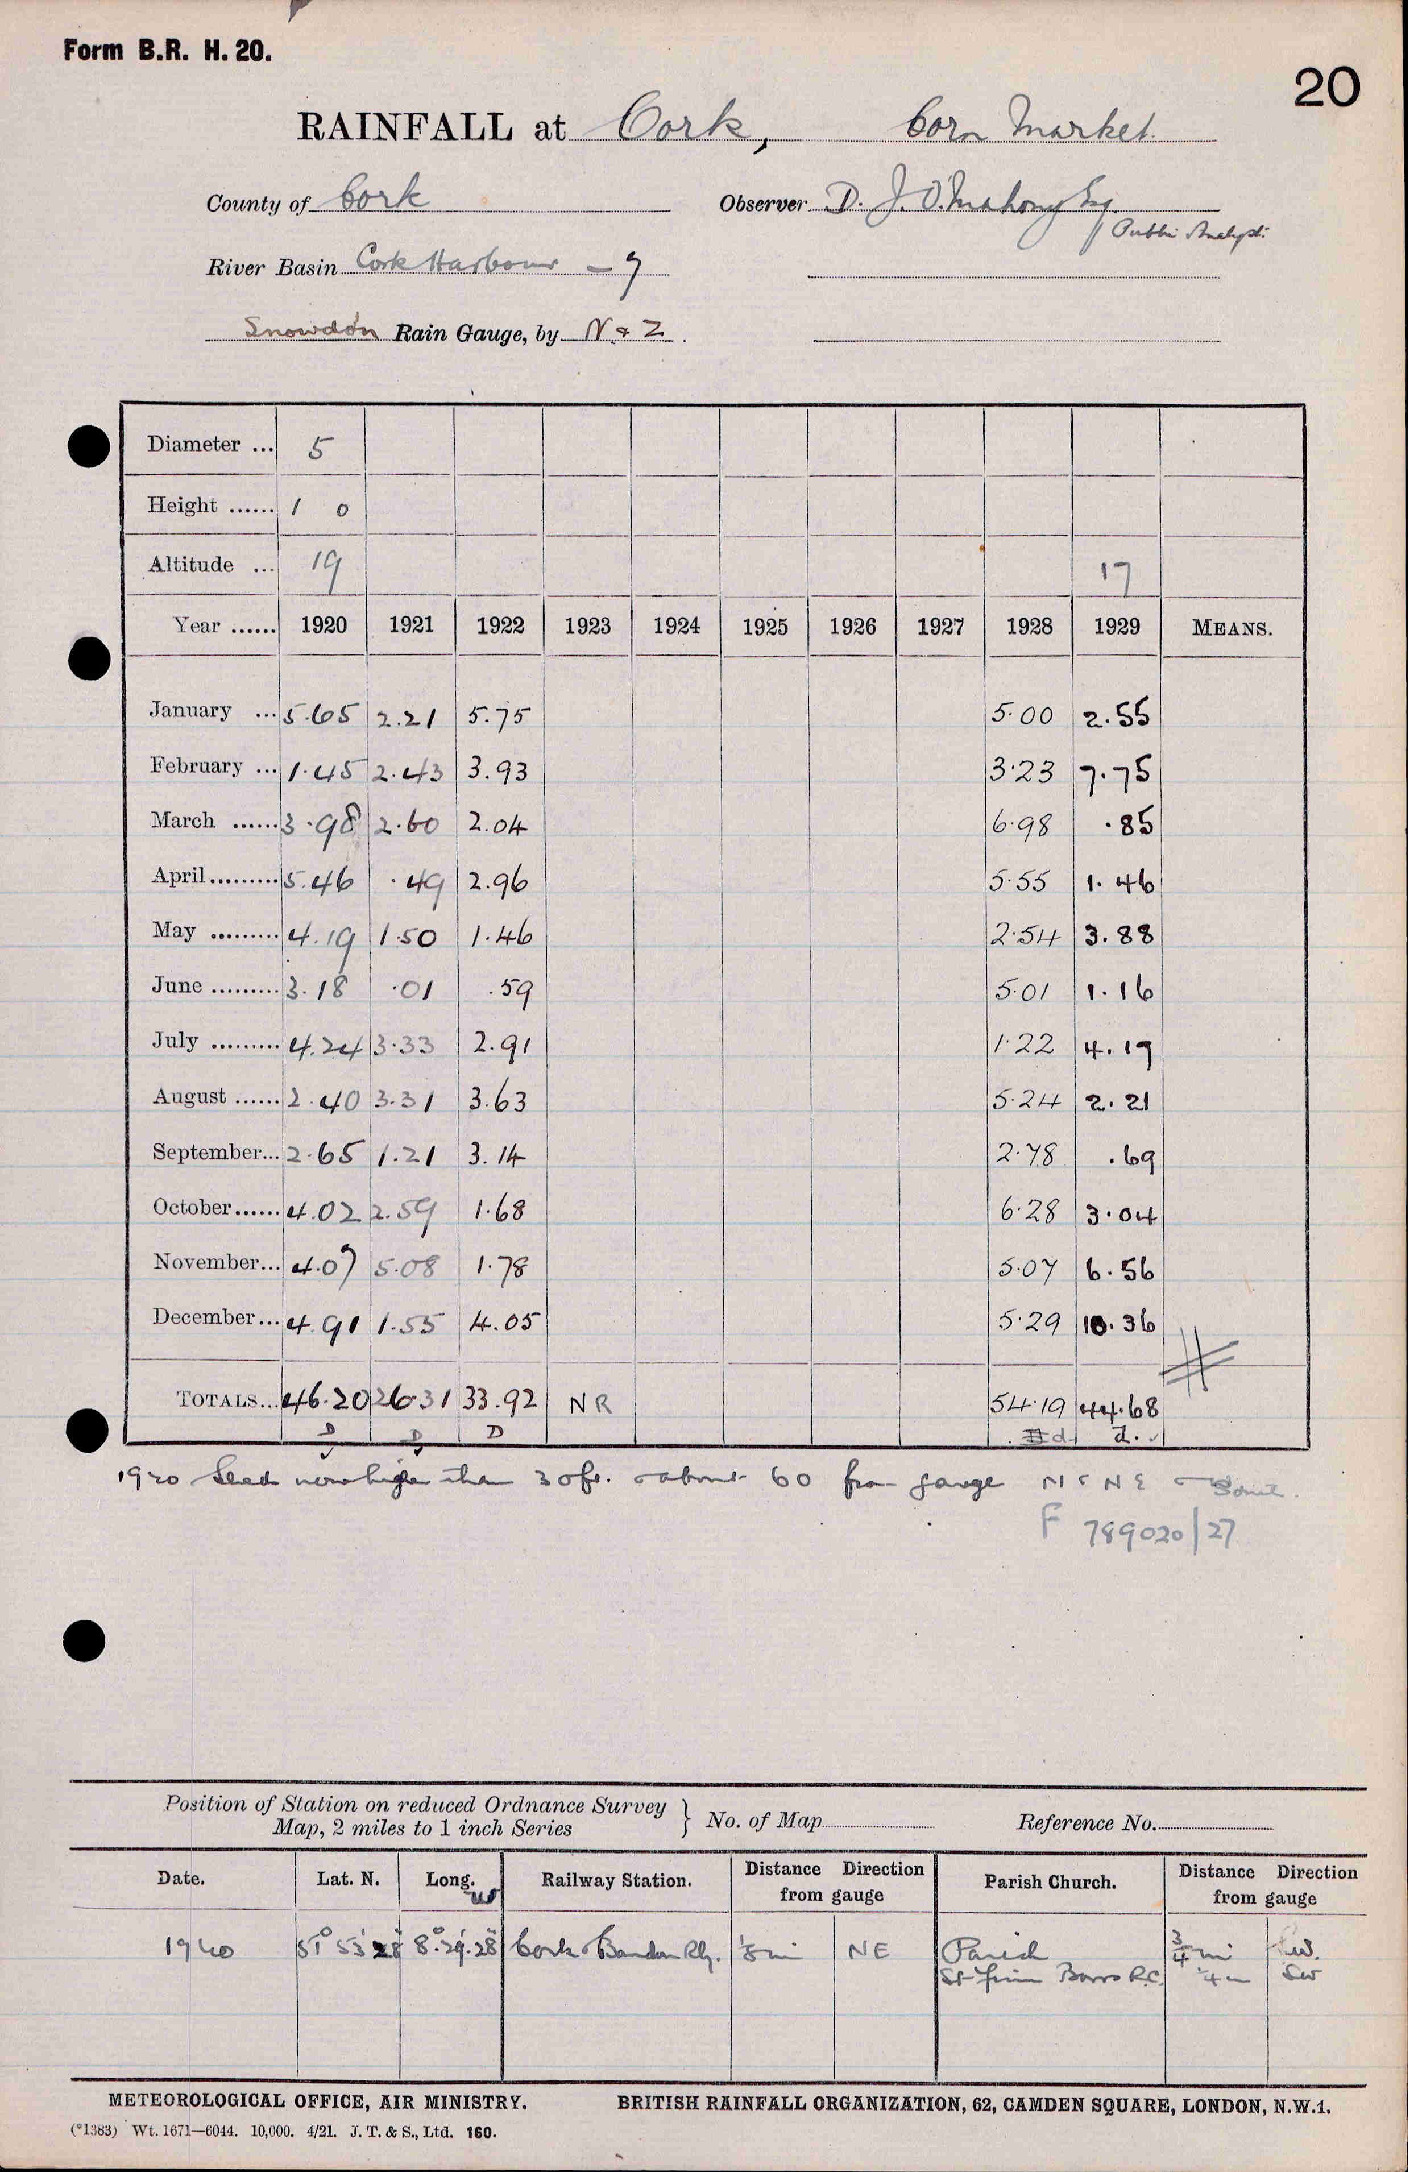 Form B.R. H. 20.
20
RAINFALL at Cork, Corn Market.
County of Cork Observer D. J. O'Mahony Esq.
Public Analyst.
River Basin Cork Harbour - 7
Snowdon Rain Gauge, by N & Z.
Diameter ... 5
Height ...... 1 0
Altitude ... 19 17
Year ...... 1920 1921 1922 1923 1924 1925 1926 1927 1928 1929 MEANS.
January ... 5.65 2.21 5.75 5.00 2.55
February ... 1.45 2.43 3.93 3.23 7.75
March ...... 3.98 2.60 2.04 6.98 .85
April......... 5.46 .49 2.96 5.55 1.46
May ......... 4.19 1.50 1.46 2.54 3.88
June ......... 3.18 .01 .59 5.01 1.16
July ......... 4.24 3.33 2.91 1.22 4.17
August ...... 2.40 3.31 3.63 5.24 2.21
September... 2.65 1.21 3.14 2.78 .69
October...... 4.02 2.59 1.68 6.28 3.04
November... 4.07 5.08 1.78 5.07 6.56
December... 4.91 1.55 4.05 5.29 10.36
TOTALS... 46.20 26.31 33.92 NR 54.19 44.68
D D D d. d.
1920 higher than 30 ft. about 60 from gauge N & NE
F 789020/27
Position of Station on reduced Ordnance Survey
Map, 2 miles to 1 inch Series } No. of Map Reference No.
Date. Lat. N. Long. W Railway Station. Distance Direction from gauge Parish Church. Distance Direction from gauge
51° 53' 28" 8° 29' 28" Cork & Bandon Rly. 1/8 mi NE Parish 3/4 mi
St Finn Barrs R.C. 1/4 m SW
METEOROLOGICAL OFFICE, AIR MINISTRY. BRITISH RAINFALL ORGANIZATION, 62, CAMDEN SQUARE, LONDON, N.W.1.
(*1383) Wt. 1671—6044. 10,000. 4/21. J. T. & S., Ltd. 160.